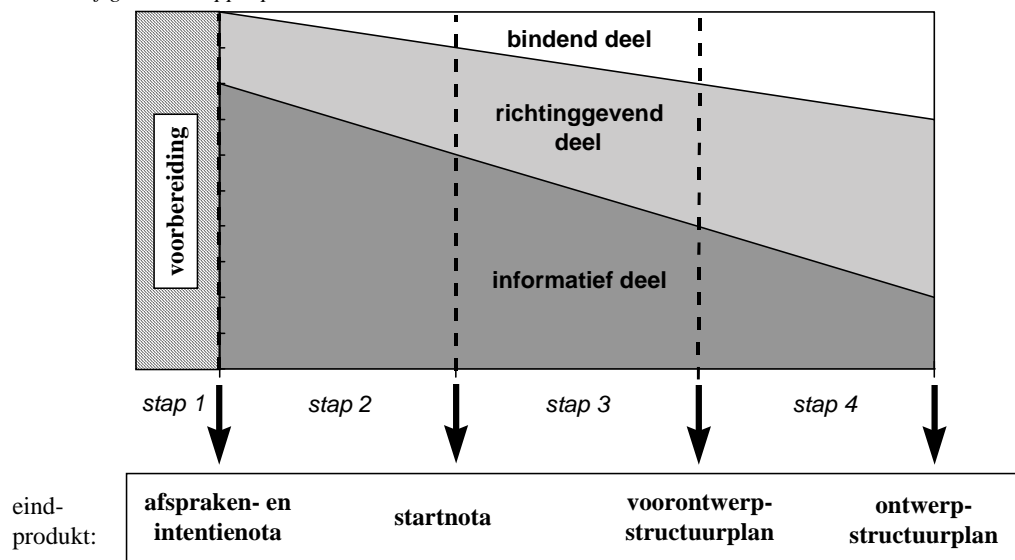 bindend deel
richtinggevend
deel
voorbereiding
informatief deel
stap 1
stap 2
stap 3
stap 4
eind-
produkt:
afspraken- en
intentienota
startnota
voorontwerp-
structuurplan
ontwerp-
structuurplan